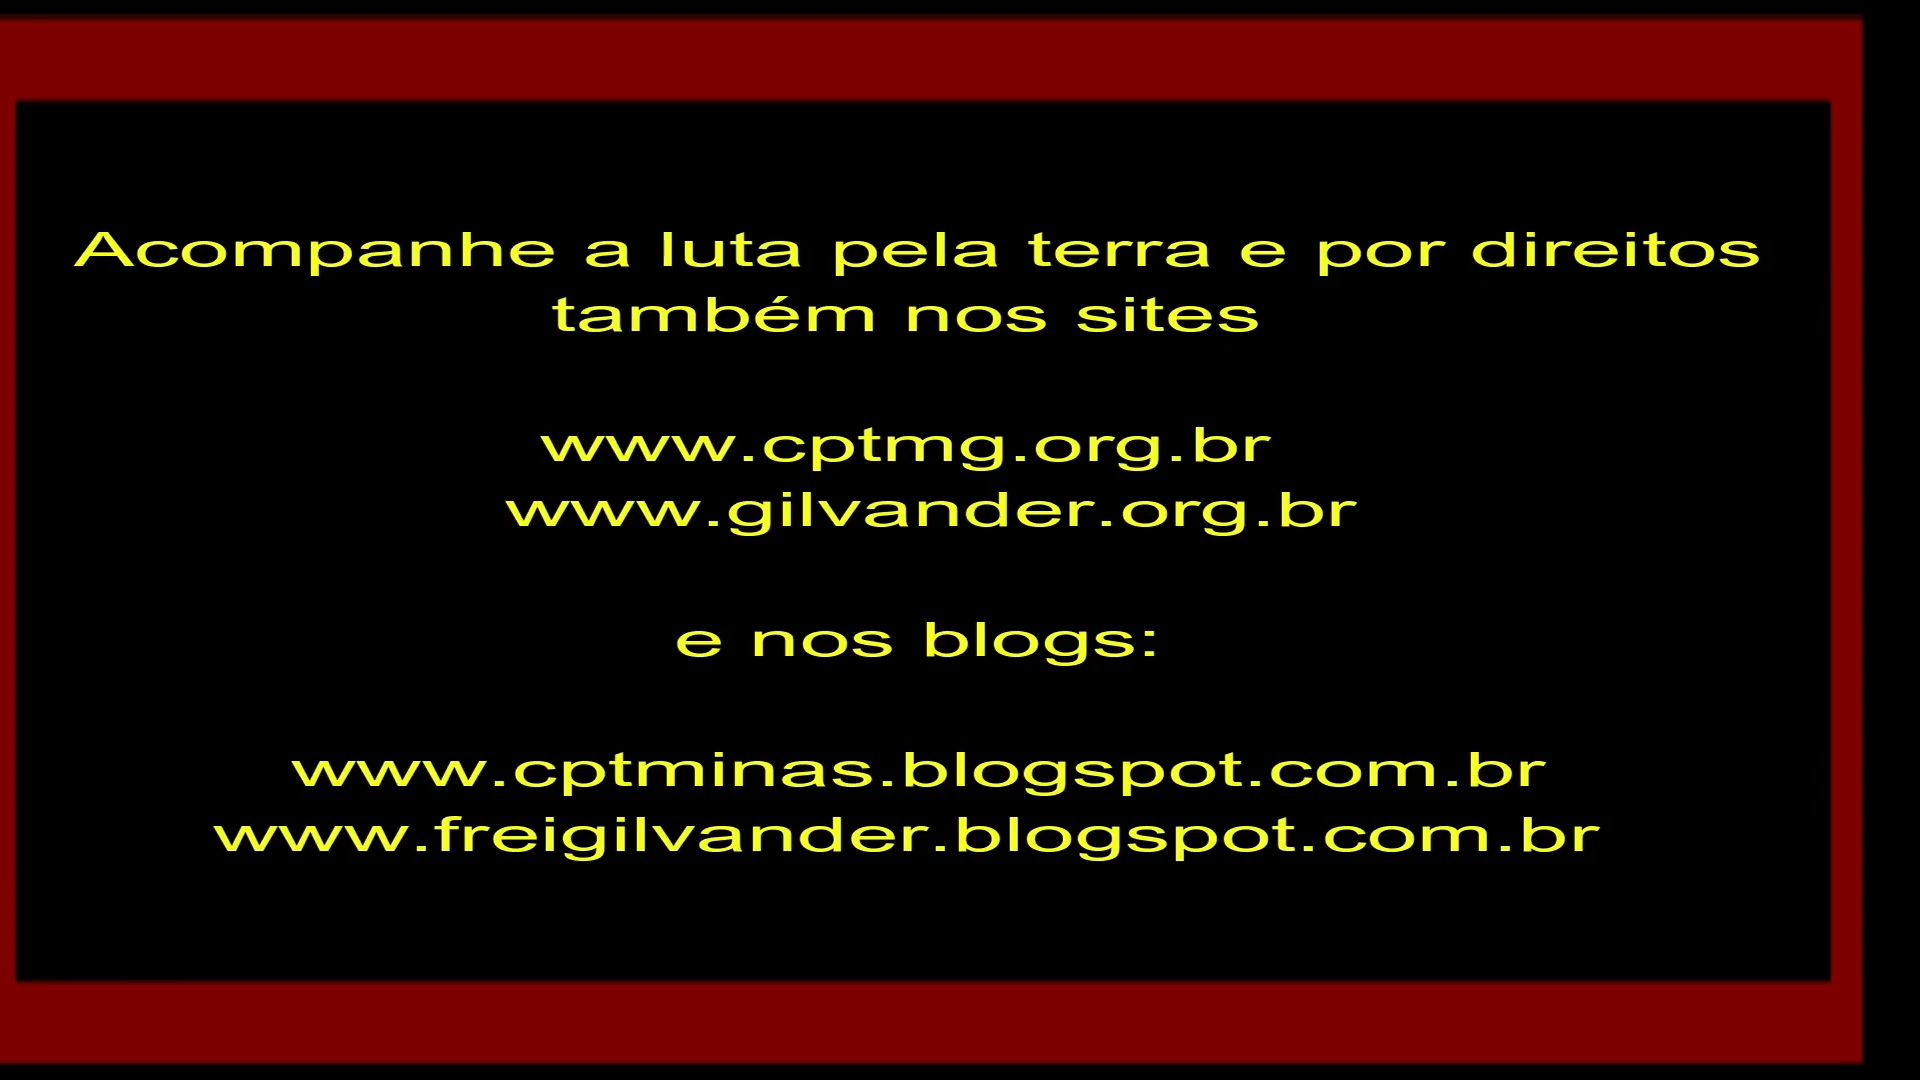 Acompanhe a luta pela terra e por direitos
também nos sites
www.cptmg.org.br
www.gilvander.org.br
e nos blogs:
www.cptminas.blogspot.com.br
www.freigilvander.blogspot.com.br